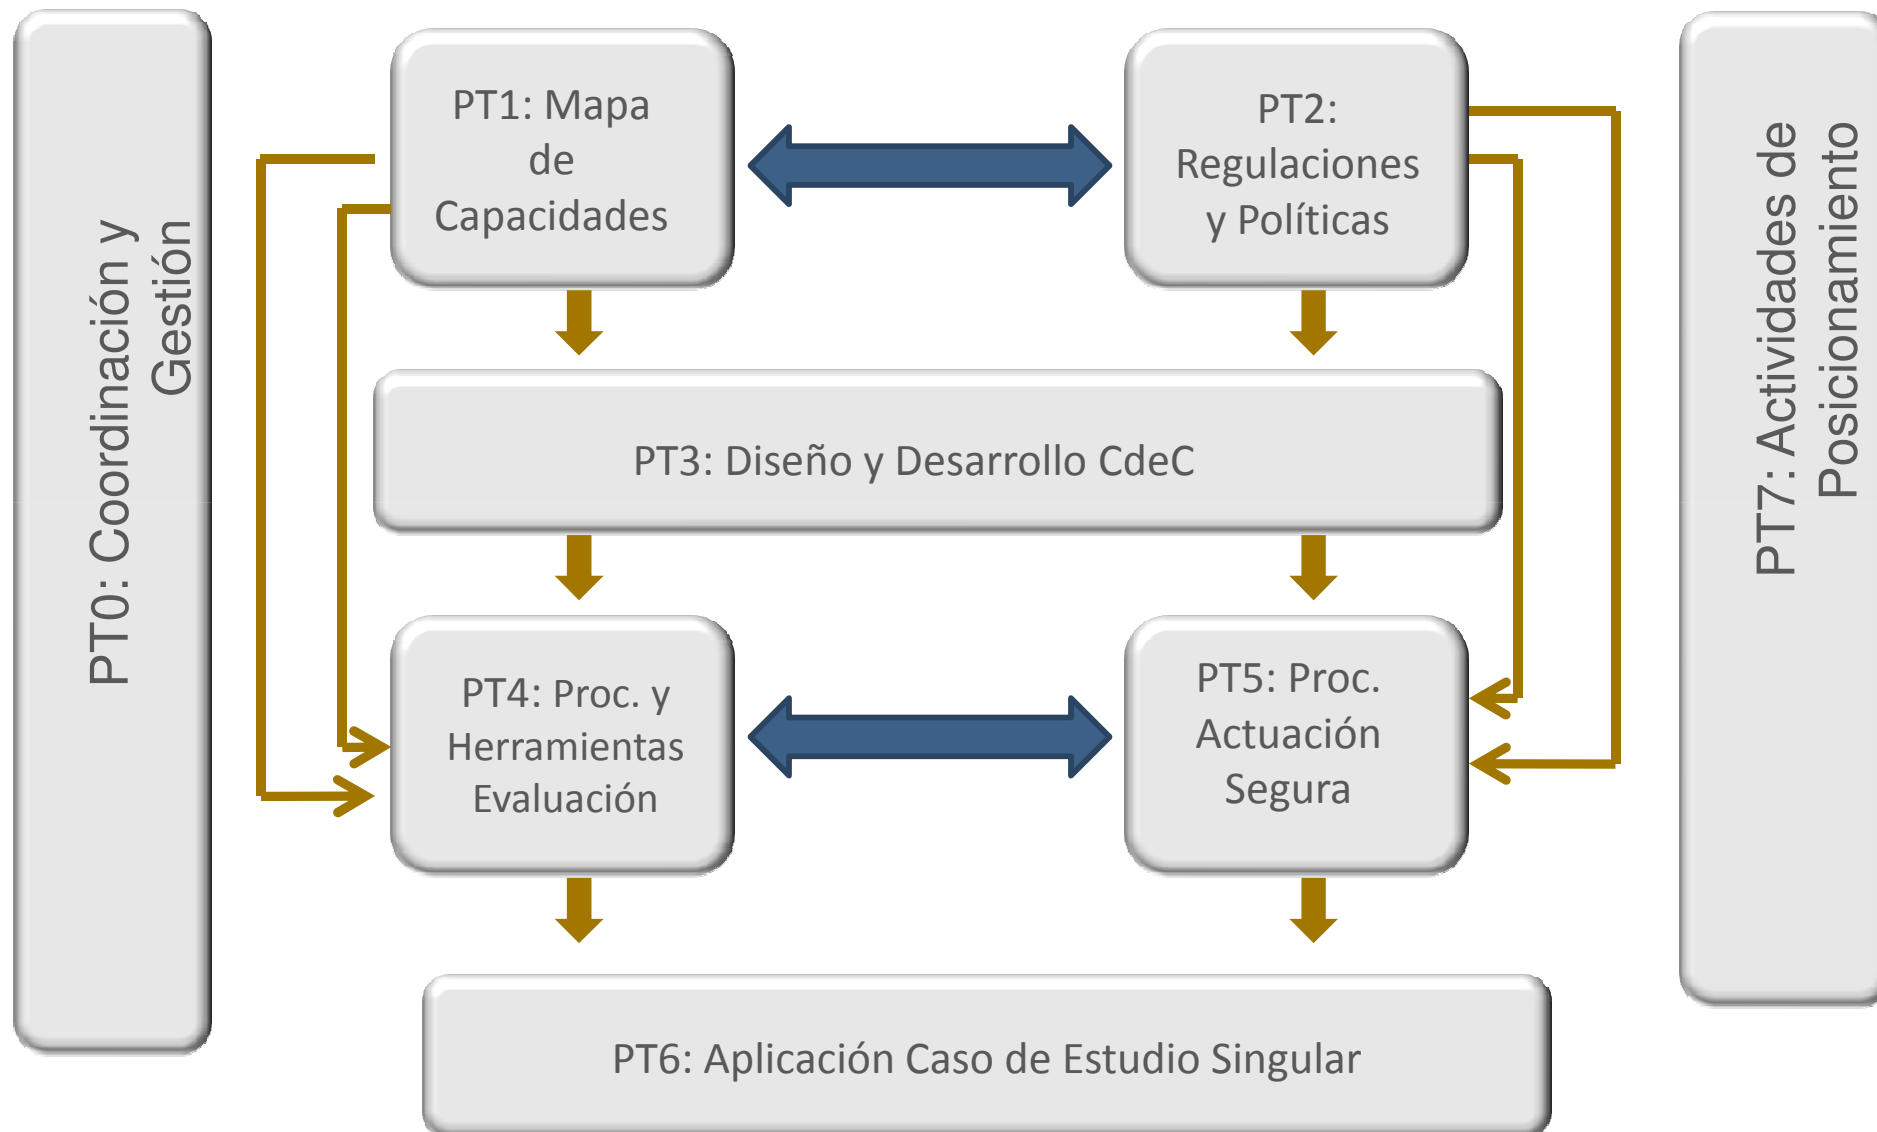 PT0: Coordinación y
Gestión
PT1: Mapa
de
Capacidades
PT2:
Regulaciones
y Políticas
PT3: Diseño y Desarrollo CdeC
PT4: Proc. y
Herramientas
Evaluación
PT5: Proc.
Actuación
Segura
PT6: Aplicación Caso de Estudio Singular
PT7: Actividades de
Posicionamiento